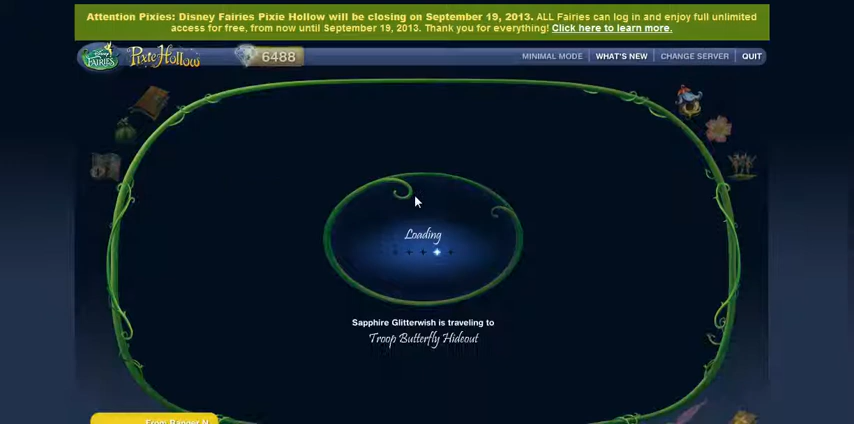 Attention Pixies: Disney Fairies Pixie Hollow will be closing on September 19, 2013. ALL Fairies can log in and enjoy full unlimited
access for free, from now until September 19, 2013. Thank you for everything! Click here to learn more.
Disney FAIRIES Pixie Hollow 6488 MINIMAL MODE WHAT'S NEW CHANGE SERVER QUIT
Loading
Sapphire Glitterwish is traveling to
Troop Butterfly Hideout
From Ranger N